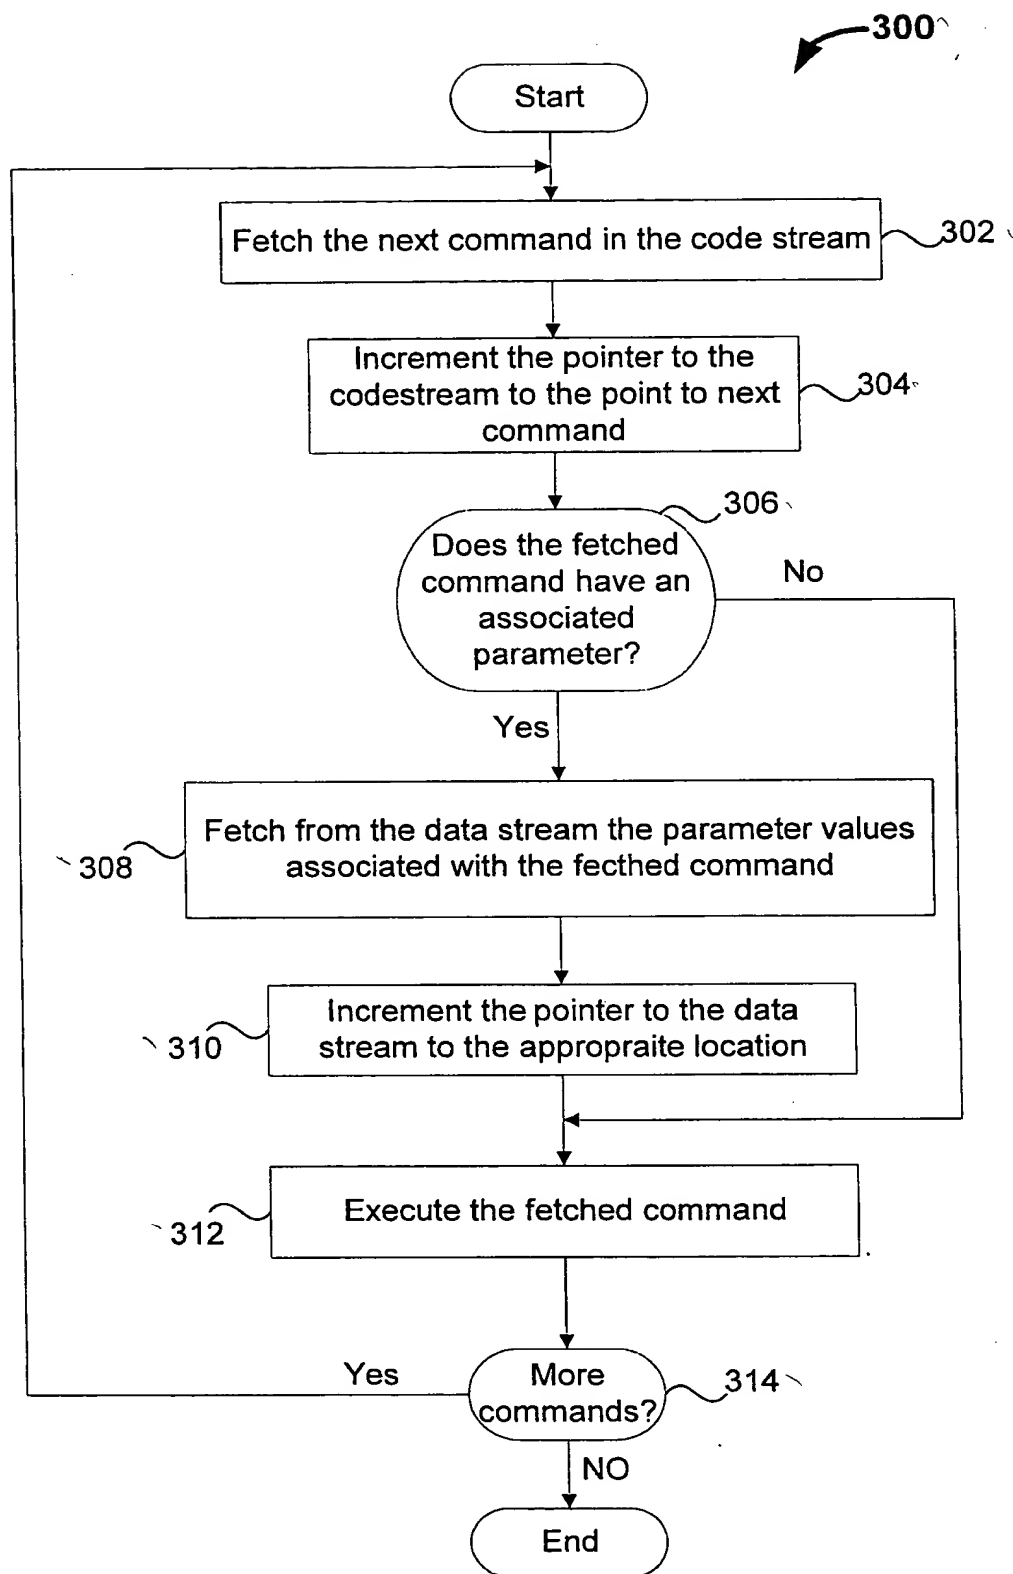 300
Start
Fetch the next command in the code stream
302
Increment the pointer to the
codestream to the point to next
command
304
306
Does the fetched
command have an
associated
parameter?
No
Yes
Fetch from the data stream the parameter values
associated with the fecthed command
308
Increment the pointer to the data
stream to the appropraite location
310
Execute the fetched command
312
More
commands?
314
Yes
NO
End